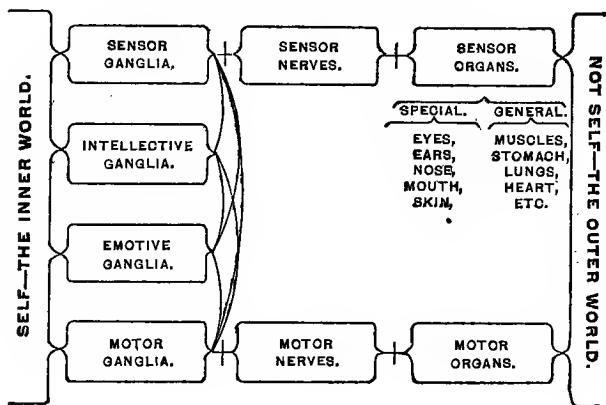 SELF—THE INNER WORLD.
SENSOR
GANGLIA.
SENSOR
NERVES.
SENSOR
ORGANS.
SPECIAL.
GENERAL.
EYES,
EARS,
NOSE,
MOUTH,
SKIN,
MUSCLES,
STOMACH,
LUNGS,
HEART,
ETC.
INTELLECTIVE
GANGLIA.
EMOTIVE
GANGLIA.
MOTOR
GANGLIA.
MOTOR
NERVES.
MOTOR
ORGANS.
NOT SELF—THE OUTER WORLD.